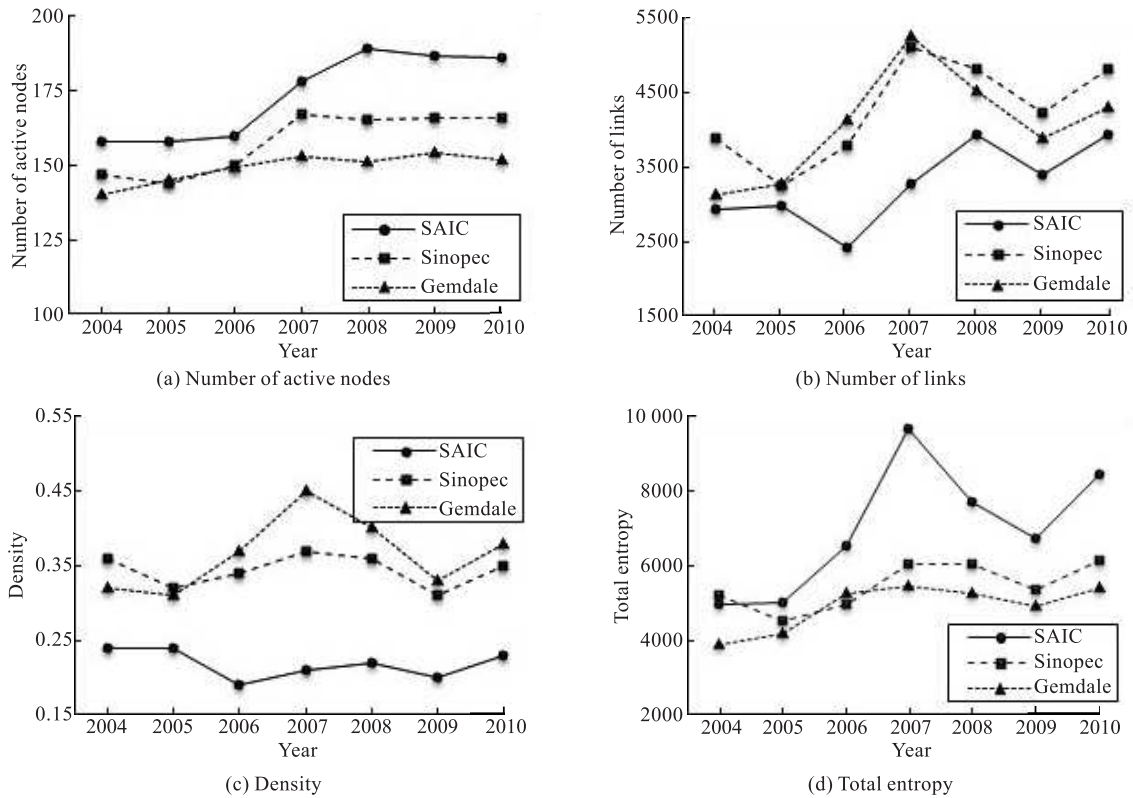 200
175
150
125
100
Number of active nodes
SAIC
Sinopec
Gemdale
2004 2005 2006 2007 2008 2009 2010
Year
(a) Number of active nodes
5500
4500
3500
2500
1500
Number of links
SAIC
Sinopec
Gemdale
2004 2005 2006 2007 2008 2009 2010
Year
(b) Number of links
0.55
0.45
0.35
0.25
0.15
Density
SAIC
Sinopec
Gemdale
2004 2005 2006 2007 2008 2009 2010
Year
(c) Density
10 000
8000
6000
4000
2000
Total entropy
SAIC
Sinopec
Gemdale
2004 2005 2006 2007 2008 2009 2010
Year
(d) Total entropy